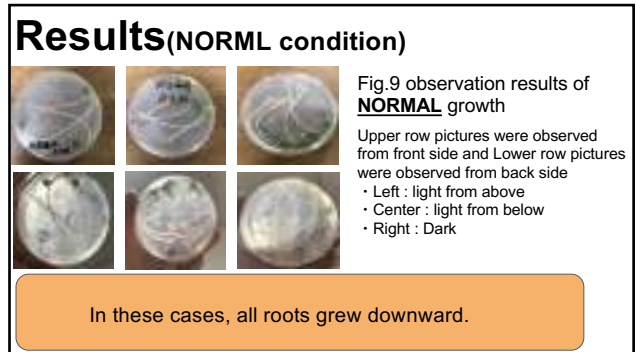 Results(NORML condition)
Fig.9 observation results of
NORMAL growth
Upper row pictures were observed
from front side and Lower row pictures
were observed from back side
・Left : light from above
・Center : light from below
・Right : Dark
In these cases, all roots grew downward.